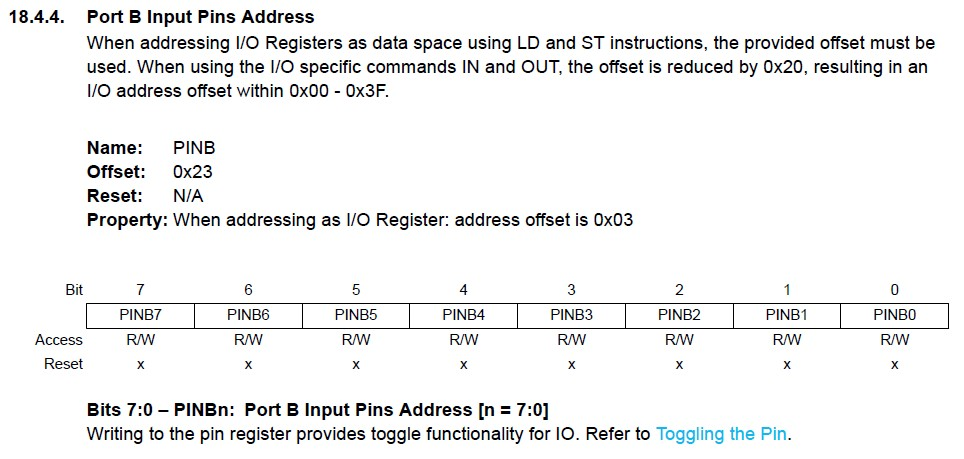 18.4.4. Port B Input Pins Address
When addressing I/O Registers as data space using LD and ST instructions, the provided offset must be
used. When using the I/O specific commands IN and OUT, the offset is reduced by 0x20, resulting in an
I/O address offset within 0x00 - 0x3F.
Name: PINB
Offset: 0x23
Reset: N/A
Property: When addressing as I/O Register: address offset is 0x03
Bit 7 6 5 4 3 2 1 0
PINB7 PINB6 PINB5 PINB4 PINB3 PINB2 PINB1 PINB0
Access R/W R/W R/W R/W R/W R/W R/W R/W
Reset x x x x x x x x
Bits 7:0 – PINBn: Port B Input Pins Address [n = 7:0]
Writing to the pin register provides toggle functionality for IO. Refer to Toggling the Pin.